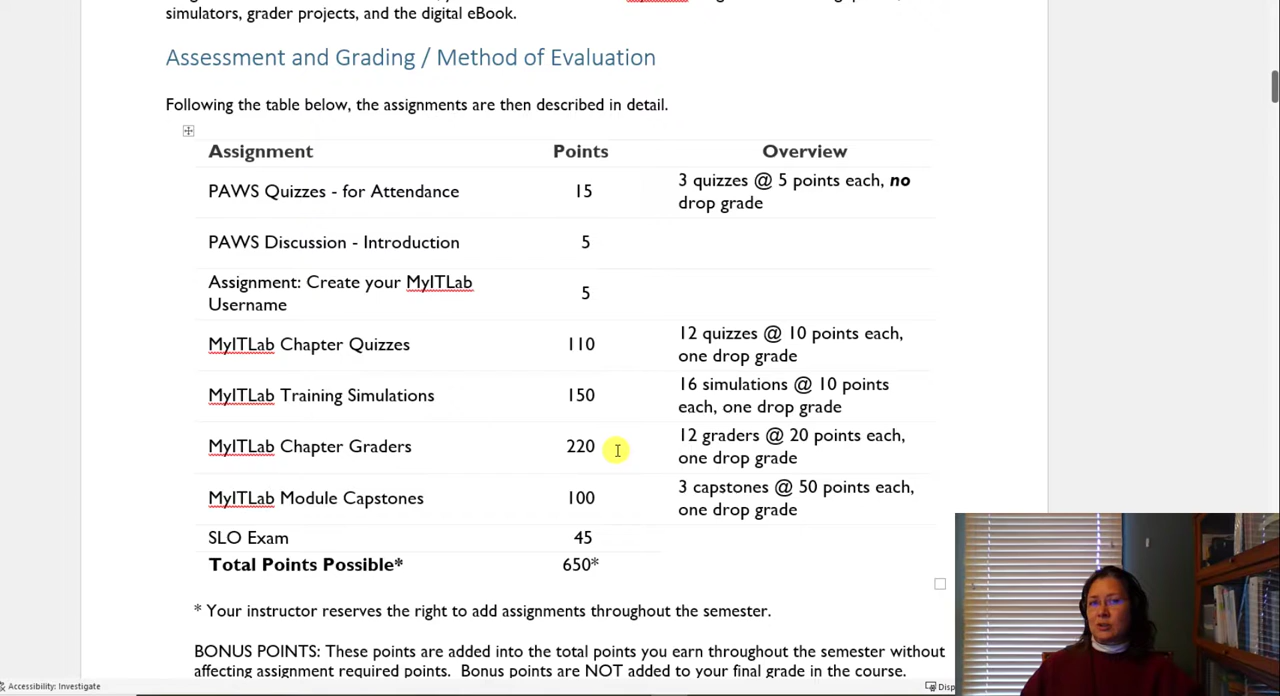 simulators, grader projects, and the digital eBook.
Assessment and Grading / Method of Evaluation
Following the table below, the assignments are then described in detail.
Assignment Points Overview
PAWS Quizzes - for Attendance 15 3 quizzes @ 5 points each, no
drop grade
PAWS Discussion - Introduction 5
Assignment: Create your MyITLab
Username 5
MyITLab Chapter Quizzes 110 12 quizzes @ 10 points each,
one drop grade
MyITLab Training Simulations 150 16 simulations @ 10 points
each, one drop grade
MyITLab Chapter Graders 220 12 graders @ 20 points each,
one drop grade
MyITLab Module Capstones 100 3 capstones @ 50 points each,
one drop grade
SLO Exam 45
Total Points Possible* 650*
* Your instructor reserves the right to add assignments throughout the semester.
BONUS POINTS: These points are added into the total points you earn throughout the semester without
affecting assignment required points. Bonus points are NOT added to your final grade in the course.
Accessibility: Investigate